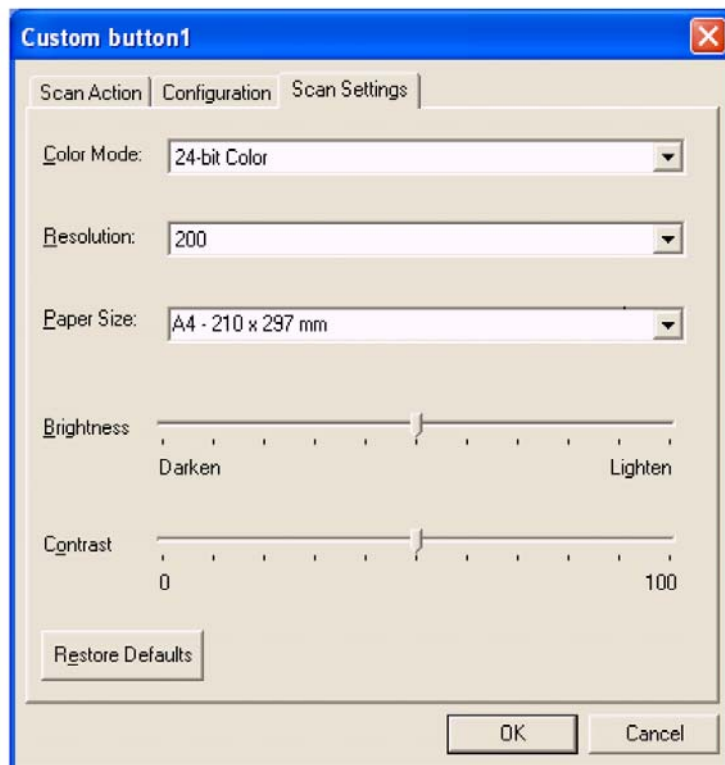 Custom button1
Scan Action Configuration Scan Settings
Color Mode: 24-bit Color
Resolution: 200
Paper Size: A4 - 210 x 297 mm
Brightness
Darken Lighten
Contrast
0 100
Restore Defaults
OK Cancel